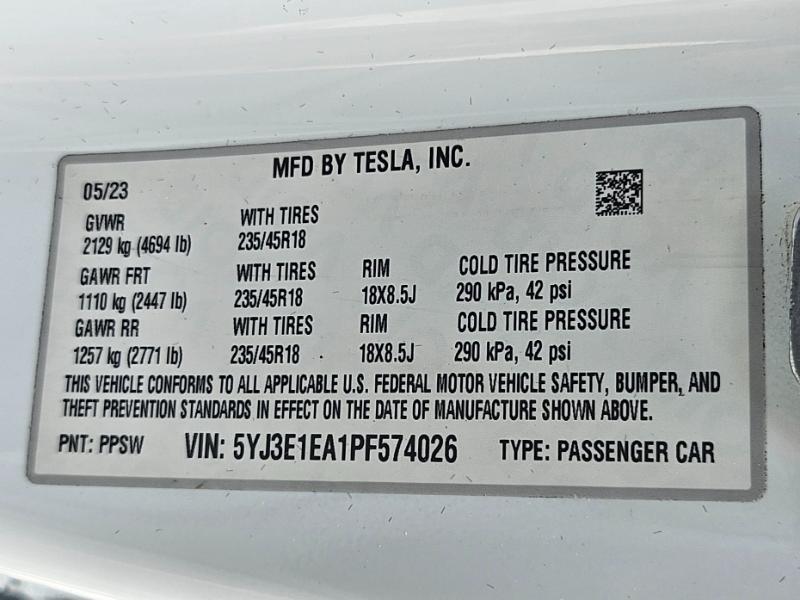 MFD BY TESLA, INC.
05/23
GVWR WITH TIRES
2129 kg (4694 lb) 235/45R18
GAWR FRT WITH TIRES RIM COLD TIRE PRESSURE
1110 kg (2447 lb) 235/45R18 18X8.5J 290 kPa, 42 psi
GAWR RR WITH TIRES RIM COLD TIRE PRESSURE
1257 kg (2771 lb) 235/45R18 18X8.5J 290 kPa, 42 psi
THIS VEHICLE CONFORMS TO ALL APPLICABLE U.S. FEDERAL MOTOR VEHICLE SAFETY, BUMPER, AND
THEFT PREVENTION STANDARDS IN EFFECT ON THE DATE OF MANUFACTURE SHOWN ABOVE.
PNT: PPSW VIN: 5YJ3E1EA1PF574026 TYPE: PASSENGER CAR